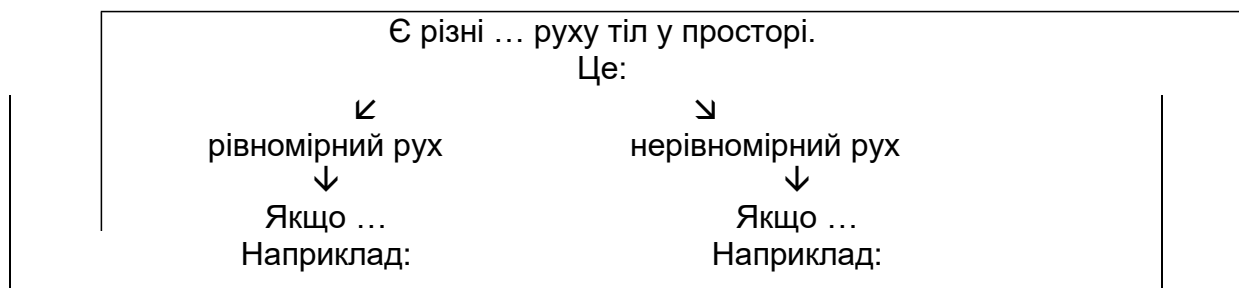 Є різні … руху тіл у просторі.
Це:
🡿 🡾
рівномірний рух нерівномірний рух
🡻 🡻
Якщо … Якщо …
Наприклад: Наприклад: